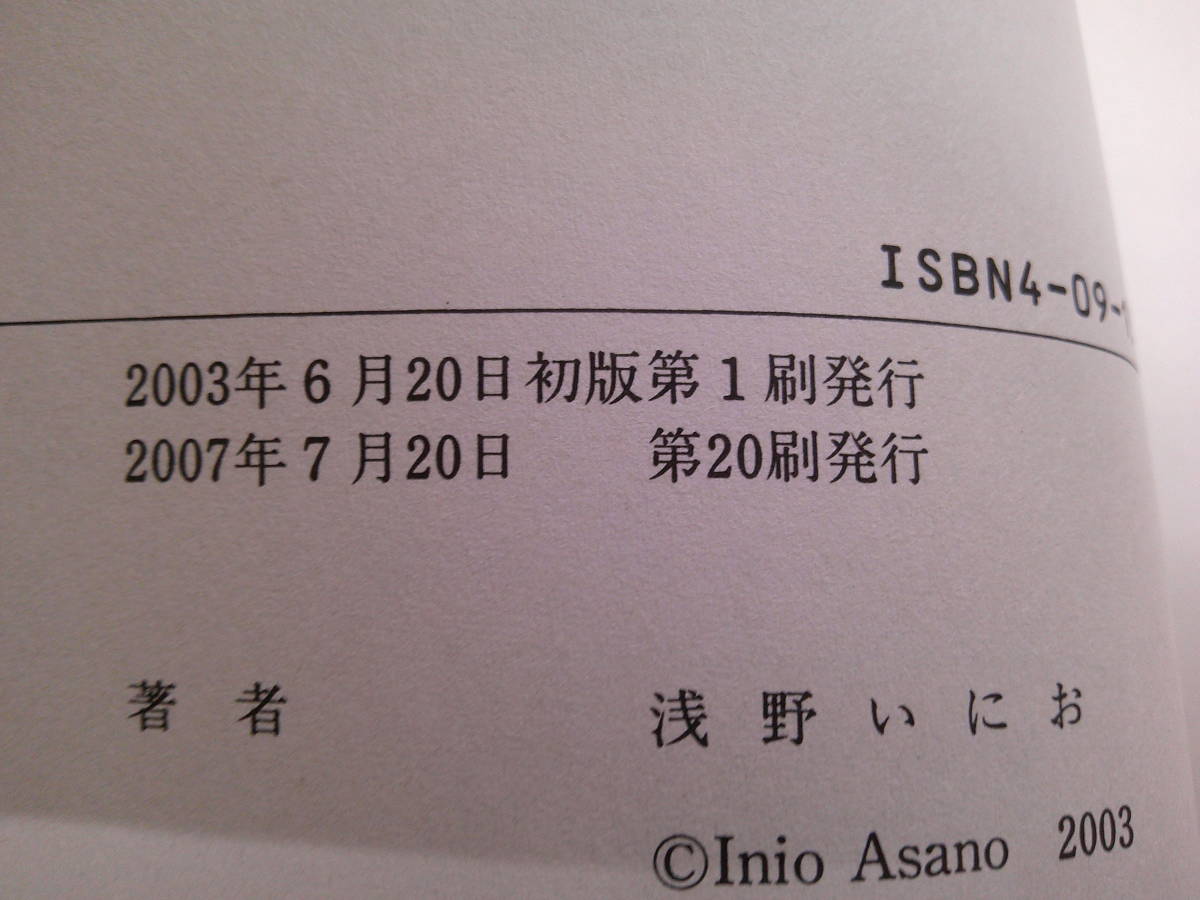 ISBN4-09-
2003年6月20日初版第1刷発行
2007年7月20日 第20刷発行
著者 浅野いにお
©Inio Asano 2003